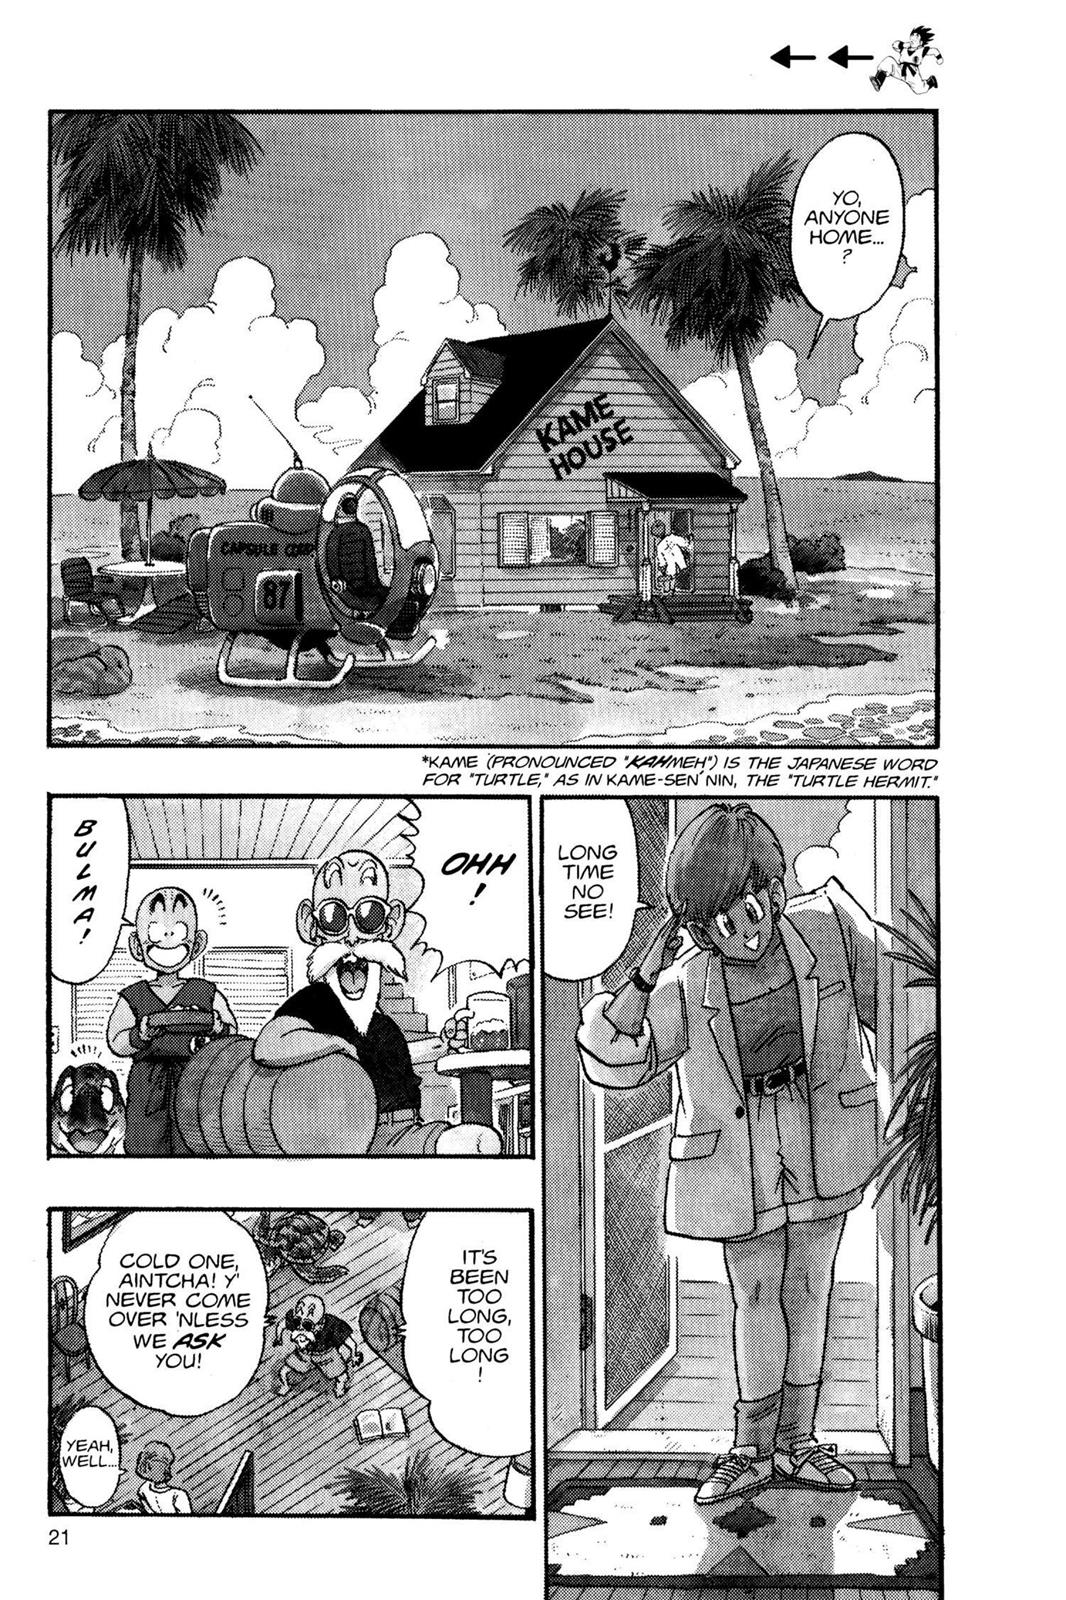 YO,
ANYONE
HOME...
?
KAME
HOUSE
CAPSULE CORP
87
*KAME (PRONOUNCED "KAHMEH") IS THE JAPANESE WORD
FOR "TURTLE," AS IN KAME-SEN'NIN, THE "TURTLE HERMIT."
LONG
TIME
NO
SEE!
OHH
!
BULMA!
IT'S
BEEN
TOO
LONG,
TOO
LONG
!
COLD ONE,
AINTCHA! Y'
NEVER COME
OVER 'NLESS
WE ASK
YOU!
YEAH,
WELL...
21